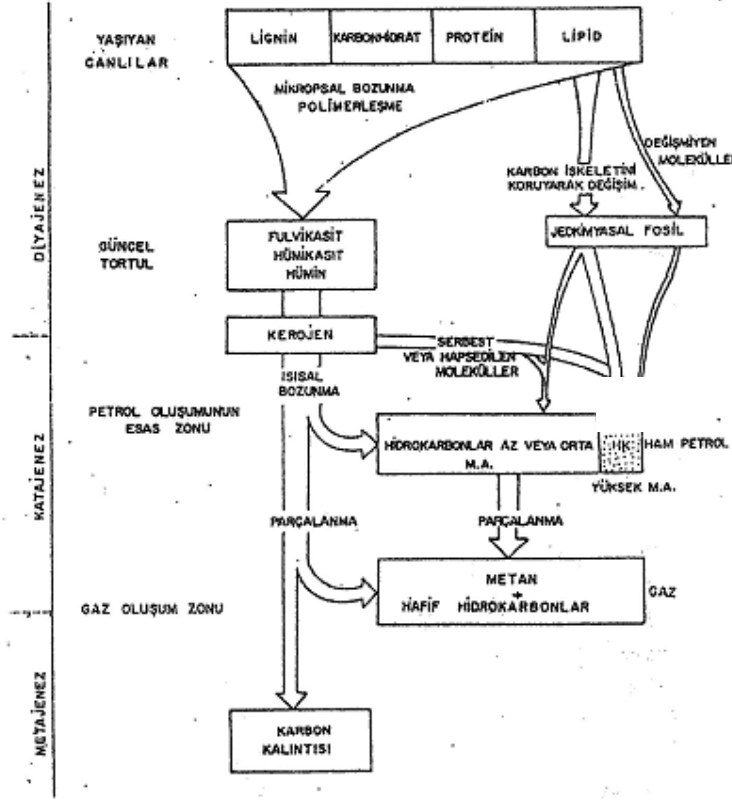 YAŞIYAN
CANLILAR
LİGNİN
KARBONHİDRAT
PROTEİN
LİPİD
MİKROPSAL BOZUNMA
POLİMERLEŞME
DEĞİŞMİYEN
MOLEKÜLLER
KARBON İSKELETİNİ
KORUYARAK DEĞİŞİM.
DİYAJENEZ
GÜNCEL
TORTUL
FULVİKASİT
HÜMİKASIT
HÜMİN
JEOKİMYASAL FOSİL
KEROJEN
SERBEST
VEYA HAPSEDİLEN
MOLEKÜLLER
ISISAL
BOZUNMA
PETROL OLUŞUMUNUN
ESAS ZONU
HİDROKARBONLAR AZ VEYA ORTA
M.A.
HK
HAM PETROL
YÜKSEK M.A.
KATAJENEZ
PARÇALANMA
PARÇALANMA
METAN
+
HAFİF HİDROKARBONLAR
GAZ
GAZ OLUŞUM ZONU
METAJENEZ
KARBON
KALINTISI